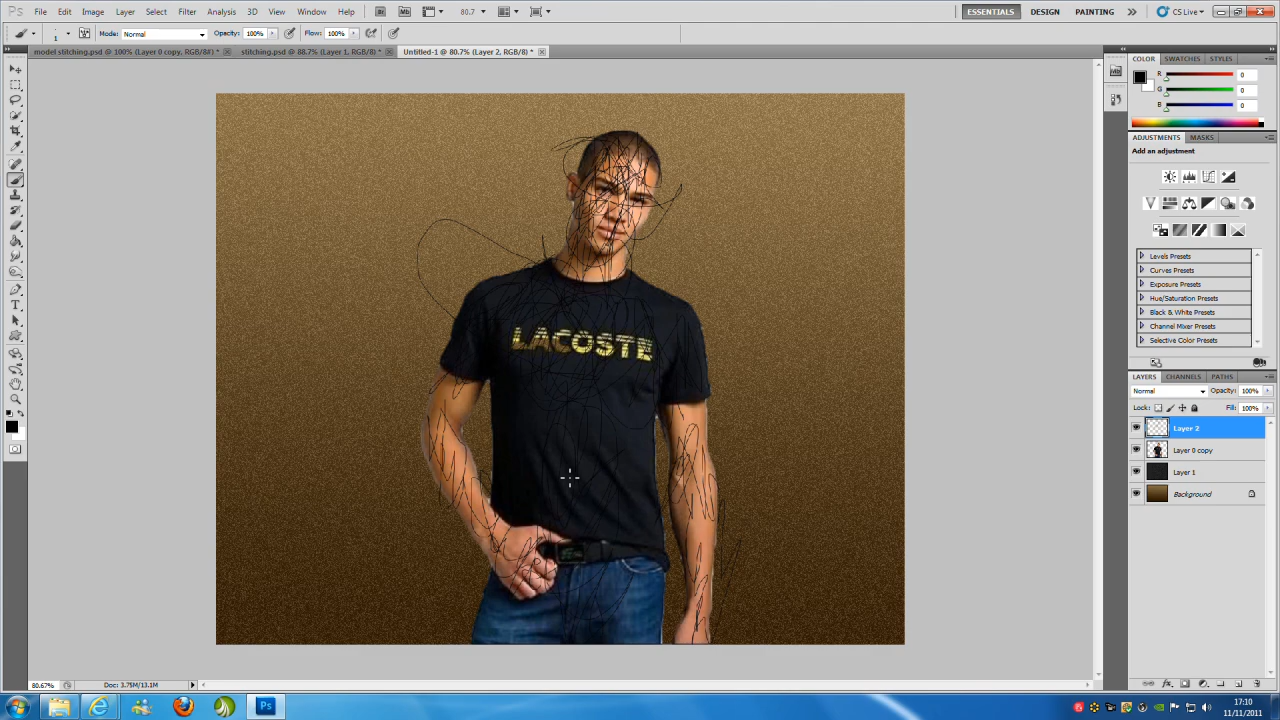 Ps File Edit Image Layer Select Filter Analysis 3D View Window Help Br Mb 80.7 ESSENTIALS DESIGN PAINTING CS Live
1 Mode: Normal Opacity: 100% Flow: 100%
model stitching.psd @ 100% (Layer 0 copy, RGB/8#) * stitching.psd @ 88.7% (Layer 1, RGB/8) * Untitled-1 @ 80.7% (Layer 2, RGB/8) *
COLOR SWATCHES STYLES
R 0
G 0
B 0
ADJUSTMENTS MASKS
Add an adjustment
Levels Presets
Curves Presets
Exposure Presets
Hue/Saturation Presets
Black & White Presets
Channel Mixer Presets
Selective Color Presets
LACOSTE
LAYERS CHANNELS PATHS
Normal Opacity: 100%
Lock: Fill: 100%
Layer 2
Layer 0 copy
Layer 1
Background
80.67% Doc: 3.75M/13.1M
Ps 17:10
11/11/2011